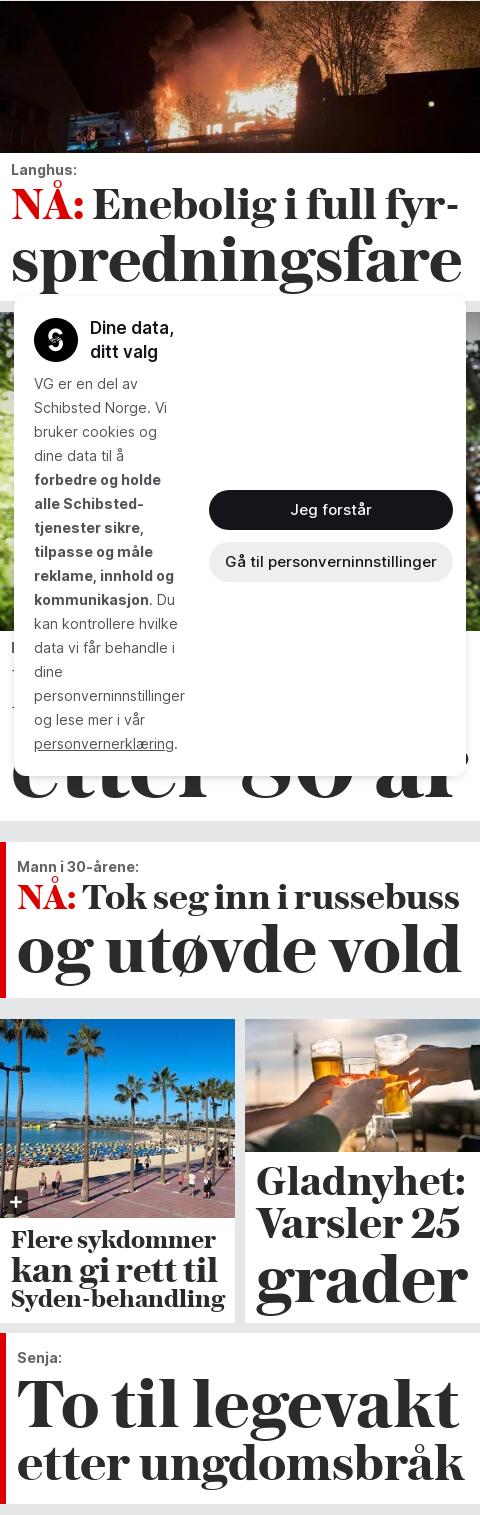 Langhus:
NÅ: Enebolig i full fyr-
spredningsfare
Dine data,
ditt valg
VG er en del av
Schibsted Norge. Vi
bruker cookies og
dine data til å
forbedre og holde
alle Schibsted-
tjenester sikre,
tilpasse og måle
reklame, innhold og
kommunikasjon. Du
kan kontrollere hvilke
data vi får behandle i
dine
personverninnstillinger
og lese mer i vår
personvernerklæring.
Jeg forstår
Gå til personverninnstillinger
etter 80 år
Mann i 30-årene:
NÅ: Tok seg inn i russebuss
og utøvde vold
Flere sykdommer
kan gi rett til
Syden-behandling
Gladnyhet:
Varsler 25
grader
Senja:
To til legevakt
etter ungdomsbråk